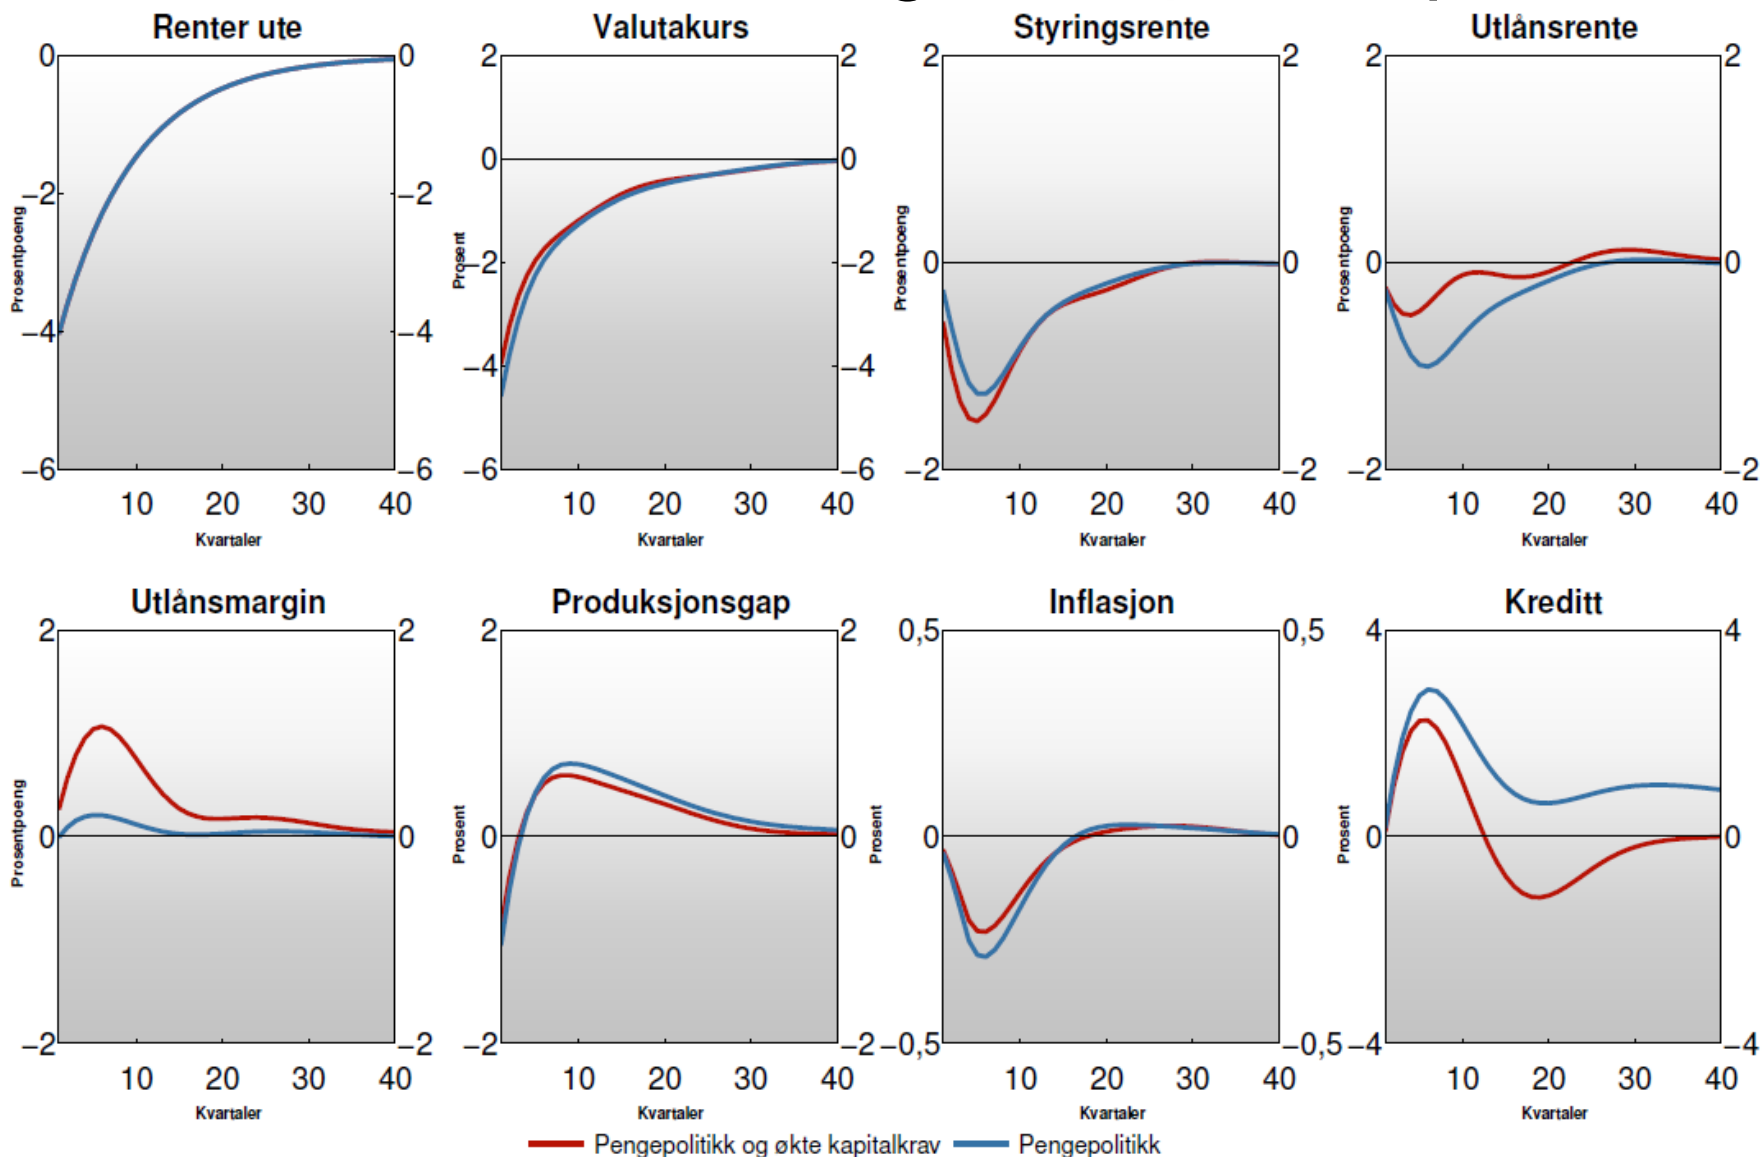 Renter ute
Valutakurs
Styringsrente
Utlånsrente
0 0 2 2 2 2 2 2
–2 –2 0 0 0 0 0 0
–4 –4 –2 –2
–4 –4
–6 –6 –6 –6 –2 –2 –2 –2
Prosentpoeng
Prosent
Prosentpoeng
Prosentpoeng
10 20 30 40 10 20 30 40 10 20 30 40 10 20 30 40
Kvartaler Kvartaler Kvartaler Kvartaler
Utlånsmargin
Produksjonsgap
Inflasjon
Kreditt
2 2 2 2 0,5 0,5 4 4
0 0 0 0 0 0 0 0
–2 –2 –2 –2 –0,5 –0,5 –4 –4
Prosentpoeng
Prosent
Prosent
Prosent
10 20 30 40 10 20 30 40 10 20 30 40 10 20 30 40
Kvartaler Kvartaler Kvartaler Kvartaler
Pengepolitikk og økte kapitalkrav Pengepolitikk